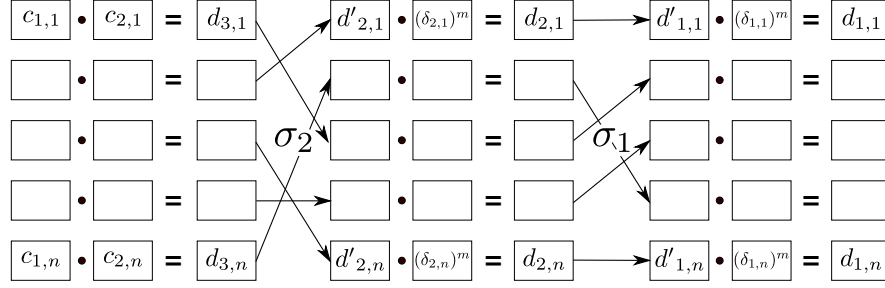 c₁,₁ • c₂,₁ = d₃,₁ d'₂,₁ • (δ₂,₁)ᵐ = d₂,₁ d'₁,₁ • (δ₁,₁)ᵐ = d₁,₁
• = • = • =
• = σ₂ • = σ₁ • =
• = • = • =
c₁,ₙ • c₂,ₙ = d₃,ₙ d'₂,ₙ • (δ₂,ₙ)ᵐ = d₂,ₙ d'₁,ₙ • (δ₁,ₙ)ᵐ = d₁,ₙ